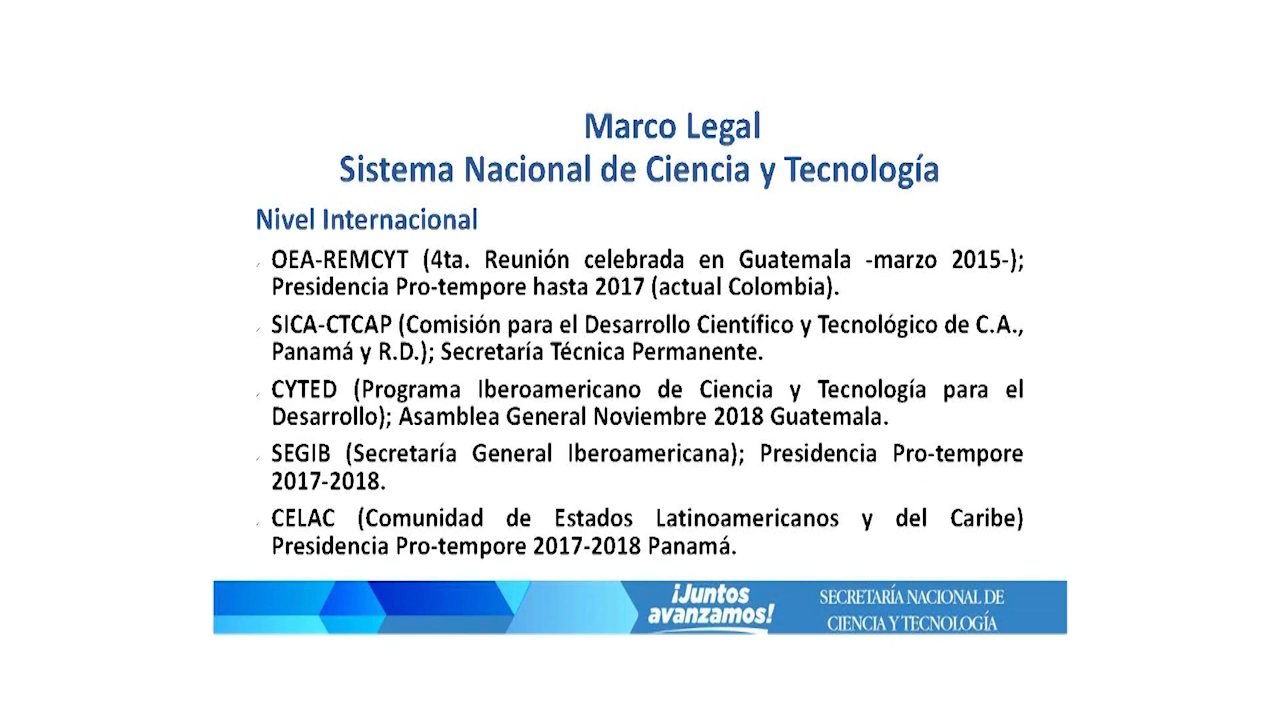 Marco Legal
Sistema Nacional de Ciencia y Tecnología
Nivel Internacional
OEA-REMCYT (4ta. Reunión celebrada en Guatemala -marzo 2015-);
Presidencia Pro-tempore hasta 2017 (actual Colombia).
SICA-CTCAP (Comisión para el Desarrollo Científico y Tecnológico de C.A.,
Panamá y R.D.); Secretaría Técnica Permanente.
CYTED (Programa Iberoamericano de Ciencia y Tecnología para el
Desarrollo); Asamblea General Noviembre 2018 Guatemala.
SEGIB (Secretaría General Iberoamericana); Presidencia Pro-tempore
2017-2018.
CELAC (Comunidad de Estados Latinoamericanos y del Caribe)
Presidencia Pro-tempore 2017-2018 Panamá.
¡Juntos
avanzamos!
SECRETARÍA NACIONAL DE
CIENCIA Y TECNOLOGÍA